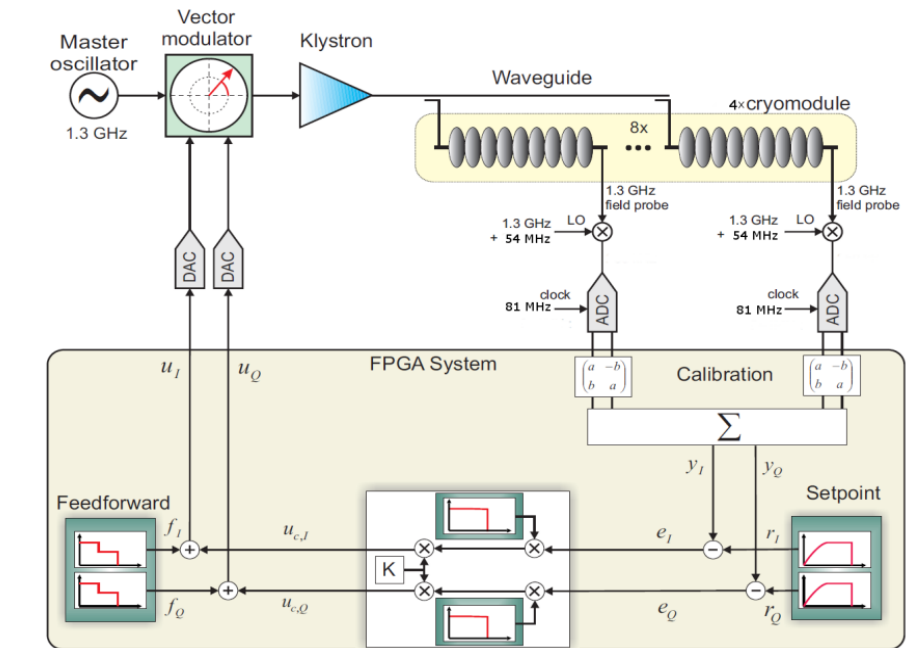 Vector
modulator
Klystron
Master
oscillator
1.3 GHz
Waveguide
4×cryomodule
8x
1.3 GHz
field probe
1.3 GHz
field probe
1.3 GHz
+ 54 MHz
LO
1.3 GHz
+ 54 MHz
LO
DAC
DAC
clock
81 MHz
ADC
clock
81 MHz
ADC
FPGA System
u_I
u_Q
a -b
b a
Calibration
a -b
b a
Σ
y_I
y_Q
Feedforward
Setpoint
f_I
u_{c,I}
e_I
r_I
K
f_Q
u_{c,Q}
e_Q
r_Q